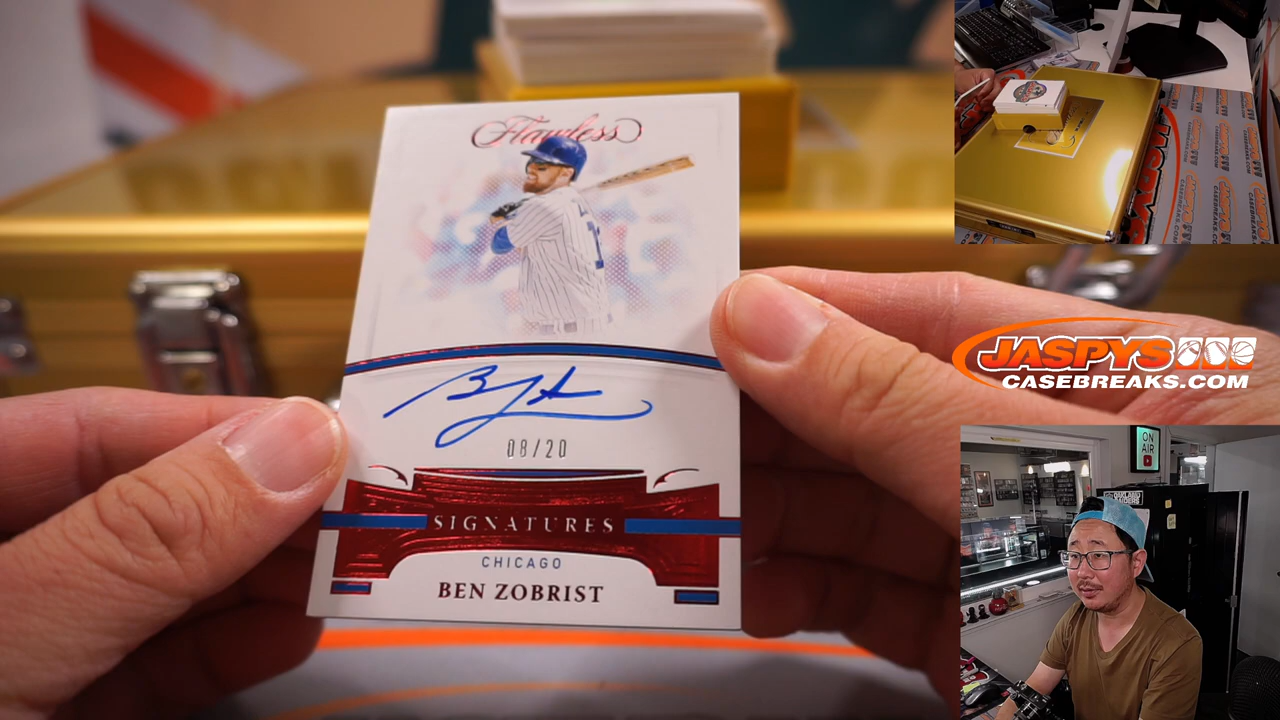 Flawless
08/20
SIGNATURES
CHICAGO
BEN ZOBRIST
JASPYS
CASEBREAKS.COM
ON
AIR